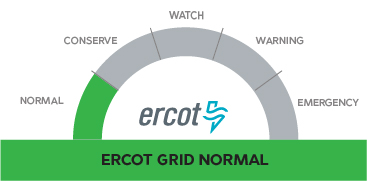 WATCH
CONSERVE
WARNING
NORMAL
EMERGENCY
ercot
ERCOT GRID NORMAL